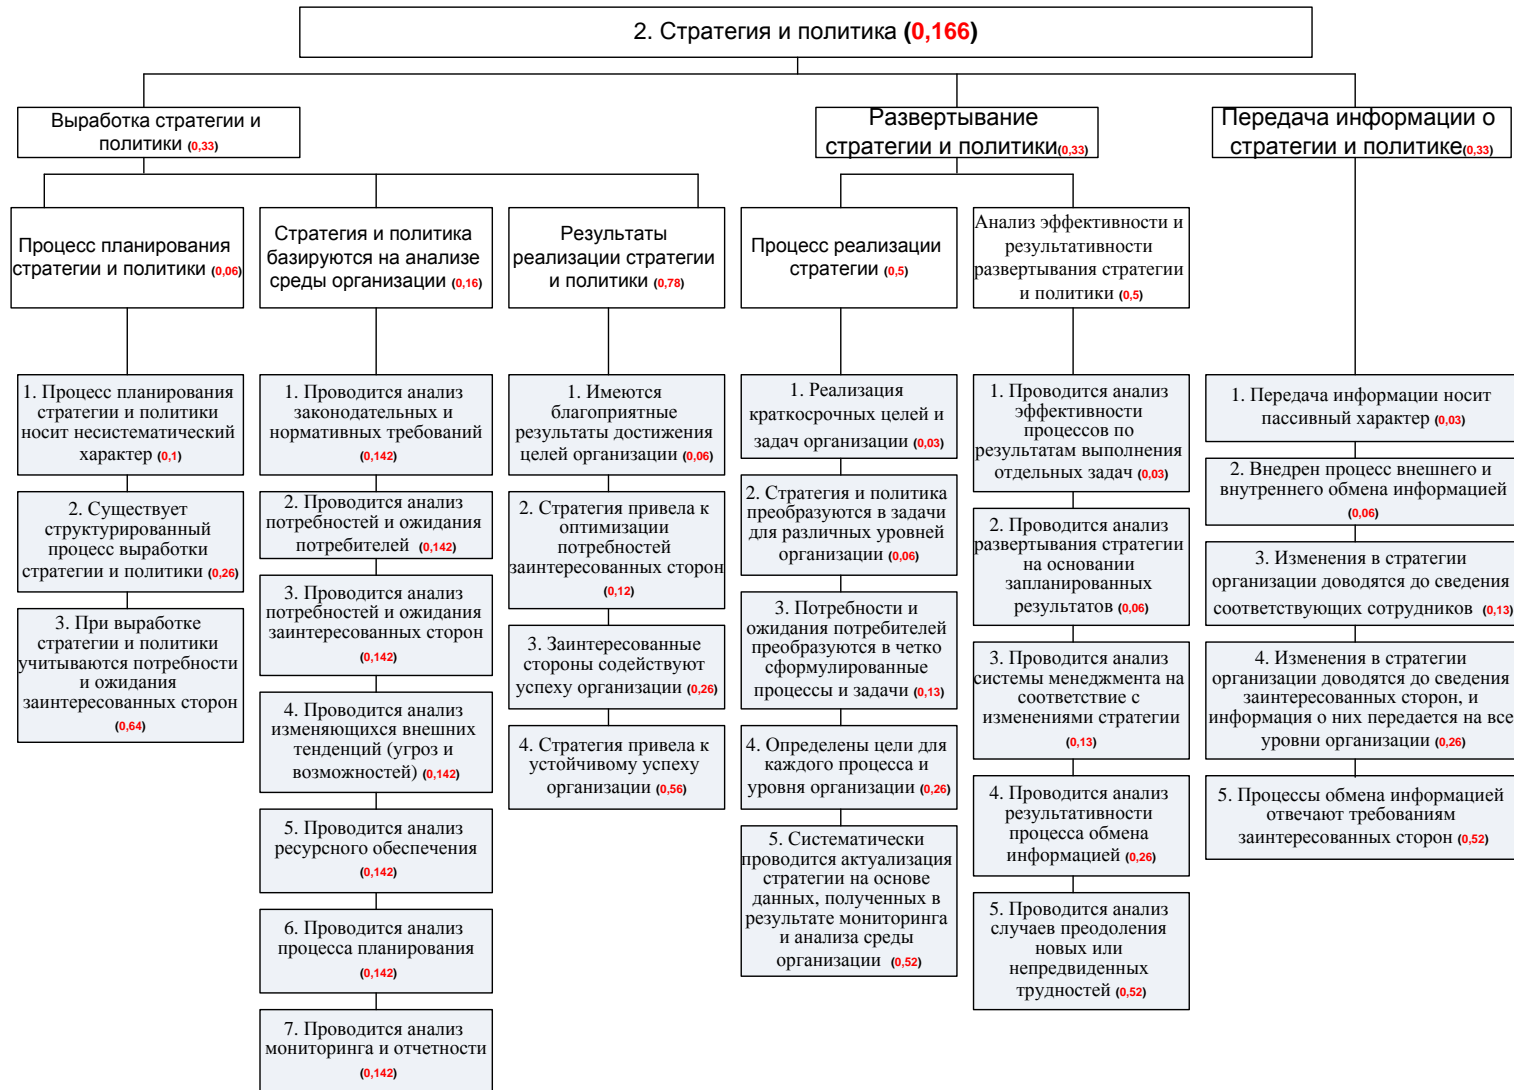 2. Стратегия и политика (0,166)
Выработка стратегии и
политики (0,33)
Развертывание
стратегии и политики(0,33)
Передача информации о
стратегии и политике(0,33)
Процесс планирования
стратегии и политики (0,06)
Стратегия и политика
базируются на анализе
среды организации (0,16)
Результаты
реализации стратегии
и политики (0,78)
Процесс реализации
стратегии (0,5)
Анализ эффективности и
результативности
развертывания стратегии
и политики (0,5)
1. Процесс планирования
стратегии и политики
носит несистематический
характер (0,1)
2. Существует
структурированный
процесс выработки
стратегии и политики (0,26)
3. При выработке
стратегии и политики
учитываются потребности
и ожидания
заинтересованных сторон
(0,64)
1. Проводится анализ
законодательных и
нормативных требований
(0,142)
2. Проводится анализ
потребностей и ожидания
потребителей (0,142)
3. Проводится анализ
потребностей и ожидания
заинтересованных сторон
(0,142)
4. Проводится анализ
изменяющихся внешних
тенденций (угроз и
возможностей) (0,142)
5. Проводится анализ
ресурсного обеспечения
(0,142)
6. Проводится анализ
процесса планирования
(0,142)
7. Проводится анализ
мониторинга и отчетности
(0,142)
1. Имеются
благоприятные
результаты достижения
целей организации (0,06)
2. Стратегия привела к
оптимизации
потребностей
заинтересованных сторон
(0,12)
3. Заинтересованные
стороны содействуют
успеху организации (0,26)
4. Стратегия привела к
устойчивому успеху
организации (0,56)
1. Реализация
краткосрочных целей и
задач организации (0,03)
2. Стратегия и политика
преобразуются в задачи
для различных уровней
организации (0,06)
3. Потребности и
ожидания потребителей
преобразуются в четко
сформулированные
процессы и задачи (0,13)
4. Определены цели для
каждого процесса и
уровня организации (0,26)
5. Систематически
проводится актуализация
стратегии на основе
данных, полученных в
результате мониторинга
и анализа среды
организации (0,52)
1. Проводится анализ
эффективности
процессов по
результатам выполнения
отдельных задач (0,03)
2. Проводится анализ
развертывания стратегии
на основании
запланированных
результатов (0,06)
3. Проводится анализ
системы менеджмента на
соответствие с
изменениями стратегии
(0,13)
4. Проводится анализ
результативности
процесса обмена
информацией (0,26)
5. Проводится анализ
случаев преодоления
новых или
непредвиденных
трудностей (0,52)
1. Передача информации носит
пассивный характер (0,03)
2. Внедрен процесс внешнего и
внутреннего обмена информацией
(0,06)
3. Изменения в стратегии
организации доводятся до сведения
соответствующих сотрудников (0,13)
4. Изменения в стратегии
организации доводятся до сведения
заинтересованных сторон, и
информация о них передается на все
уровни организации (0,26)
5. Процессы обмена информацией
отвечают требованиям
заинтересованных сторон (0,52)